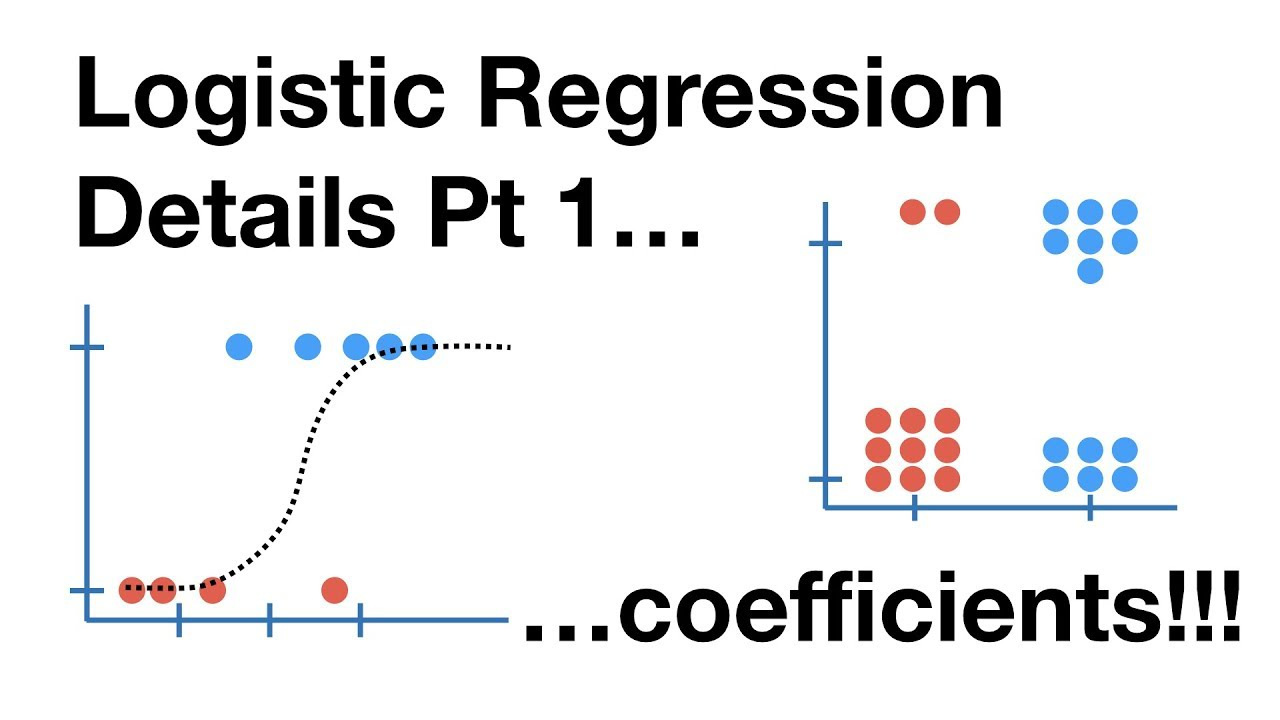 Logistic Regression
Details Pt 1…
…coefficients!!!